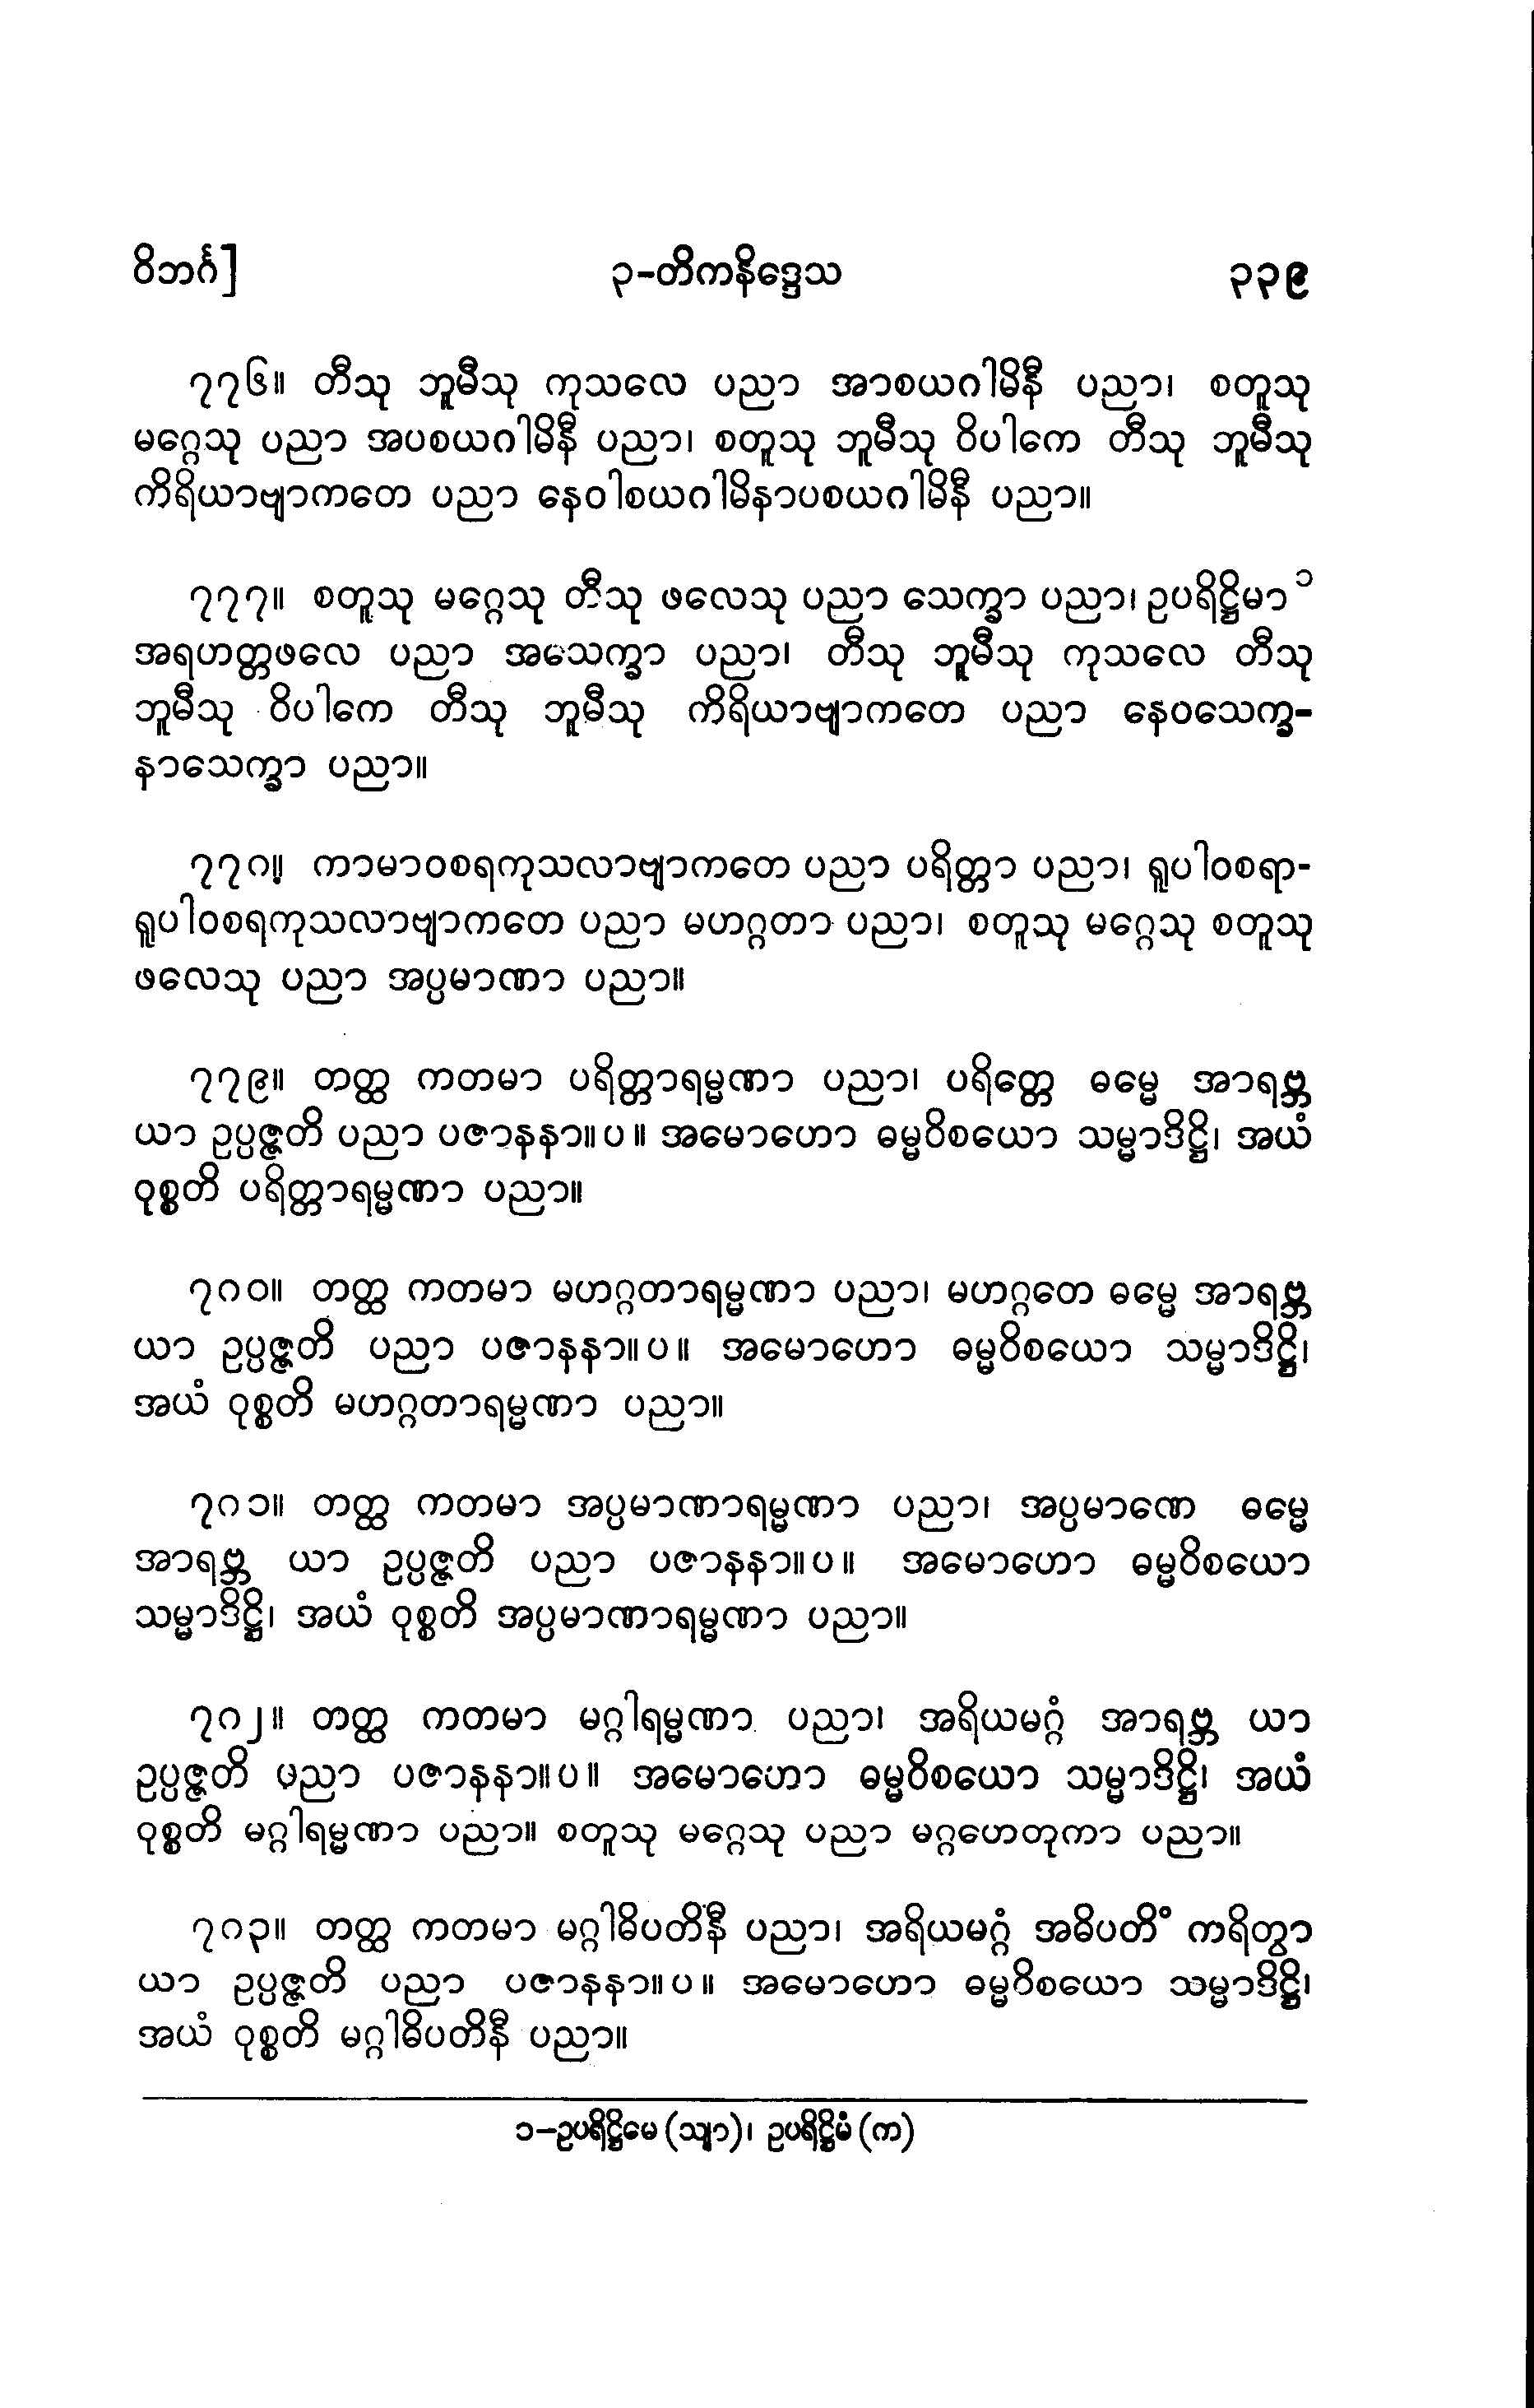 ဝိဘင်္ဂ]
၃-တိကနိဒ္ဒေသ
၃၃၉
၇၇၆။ တီသု ဘူမီသု ကုသလေ ပညာ အာစယဂါမိနီ ပညာ၊ စတူသု
မဂ္ဂေသု ပညာ အပစယဂါမိနီ ပညာ၊ စတူသု ဘူမီသု ဝိပါကေ တီသု ဘူမီသု
ကိရိယာဗျာကတေ ပညာ နေဝါစယဂါမိနာပစယဂါမိနီ ပညာ။
၇၇၇။ စတူသု မဂ္ဂေသု တီသု ဖလေသု ပညာ သေက္ခာ ပညာ၊ ဥပရိဋ္ဌိမာ ၁
အရဟတ္တဖလေ ပညာ အသေက္ခာ ပညာ၊ တီသု ဘူမီသု ကုသလေ တီသု
ဘူမီသု ဝိပါကေ တီသု ဘူမီသု ကိရိယာဗျာကတေ ပညာ နေဝသေက္ခ-
နာသေက္ခာ ပညာ။
၇၇၈။ ကာမာဝစရကုသလာဗျာကတေ ပညာ ပရိတ္တာ ပညာ၊ ရူပါဝစရာ-
ရူပါဝစရကုသလာဗျာကတေ ပညာ မဟဂ္ဂတာ ပညာ၊ စတူသု မဂ္ဂေသု စတူသု
ဖလေသု ပညာ အပ္ပမာဏာ ပညာ။
၇၇၉။ တတ္ထ ကတမာ ပရိတ္တာရမ္မဏာ ပညာ၊ ပရိတ္တေ ဓမ္မေ အာရဗ္ဘ
ယာ ဥပ္ပဇ္ဇတိ ပညာ ပဇာနနာ။ပ။ အမောဟော ဓမ္မဝိစယော သမ္မာဒိဋ္ဌိ၊ အယံ
ဝုစ္စတိ ပရိတ္တာရမ္မဏာ ပညာ။
၇၈၀။ တတ္ထ ကတမာ မဟဂ္ဂတာရမ္မဏာ ပညာ၊ မဟဂ္ဂတေ ဓမ္မေ အာရဗ္ဘ
ယာ ဥပ္ပဇ္ဇတိ ပညာ ပဇာနနာ။ပ။ အမောဟော ဓမ္မဝိစယော သမ္မာဒိဋ္ဌိ၊
အယံ ဝုစ္စတိ မဟဂ္ဂတာရမ္မဏာ ပညာ။
၇၈၁။ တတ္ထ ကတမာ အပ္ပမာဏာရမ္မဏာ ပညာ၊ အပ္ပမာဏေ ဓမ္မေ
အာရဗ္ဘ ယာ ဥပ္ပဇ္ဇတိ ပညာ ပဇာနနာ။ပ။ အမောဟော ဓမ္မဝိစယော
သမ္မာဒိဋ္ဌိ၊ အယံ ဝုစ္စတိ အပ္ပမာဏာရမ္မဏာ ပညာ။
၇၈၂။ တတ္ထ ကတမာ မဂ္ဂါရမ္မဏာ ပညာ၊ အရိယမဂ္ဂံ အာရဗ္ဘ ယာ
ဥပ္ပဇ္ဇတိ ပညာ ပဇာနနာ။ပ။ အမောဟော ဓမ္မဝိစယော သမ္မာဒိဋ္ဌိ၊ အယံ
ဝုစ္စတိ မဂ္ဂါရမ္မဏာ ပညာ။ စတူသု မဂ္ဂေသု ပညာ မဂ္ဂဟေတုကာ ပညာ။
၇၈၃။ တတ္ထ ကတမာ မဂ္ဂါဓိပတိနီ ပညာ၊ အရိယမဂ္ဂံ အဓိပတိံ ကရိတွာ
ယာ ဥပ္ပဇ္ဇတိ ပညာ ပဇာနနာ။ပ။ အမောဟော ဓမ္မဝိစယော သမ္မာဒိဋ္ဌိ၊
အယံ ဝုစ္စတိ မဂ္ဂါဓိပတိနီ ပညာ။
၁-ဥပရိဋ္ဌိမေ (သျာ)၊ ဥပရိဋ္ဌိမံ (က)